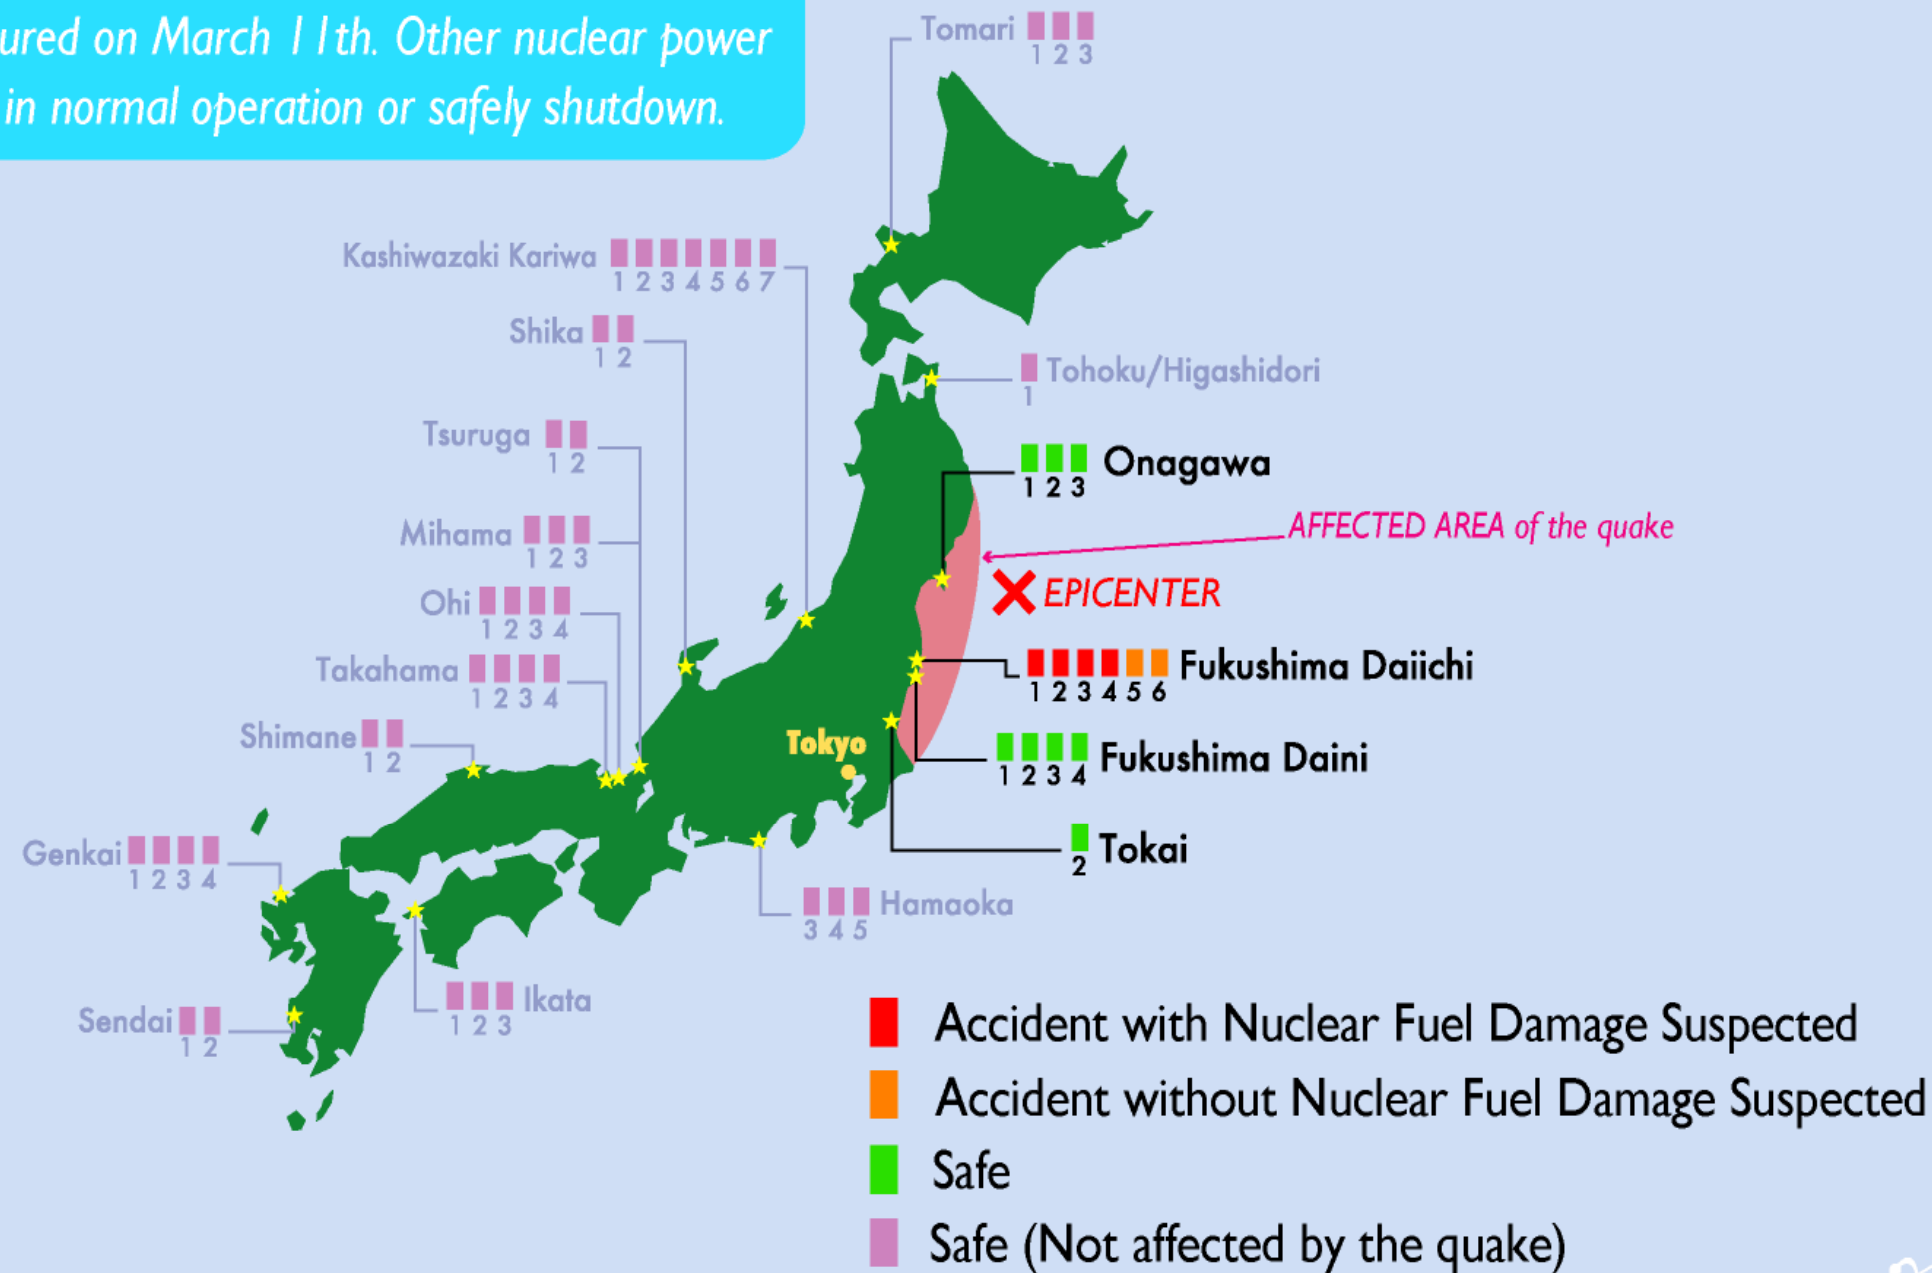 ured on March 11th. Other nuclear power
in normal operation or safely shutdown.
Tomari
1 2 3
Kashiwazaki Kariwa
1 2 3 4 5 6 7
Shika
1 2
Tohoku/Higashidori
1
Tsuruga
1 2
Onagawa
1 2 3
AFFECTED AREA of the quake
Mihama
1 2 3
EPICENTER
Ohi
1 2 3 4
Fukushima Daiichi
1 2 3 4 5 6
Takahama
1 2 3 4
Shimane
1 2
Tokyo
Fukushima Daini
1 2 3 4
Genkai
1 2 3 4
Tokai
2
Hamaoka
3 4 5
Ikata
1 2 3
Sendai
1 2
Accident with Nuclear Fuel Damage Suspected
Accident without Nuclear Fuel Damage Suspected
Safe
Safe (Not affected by the quake)